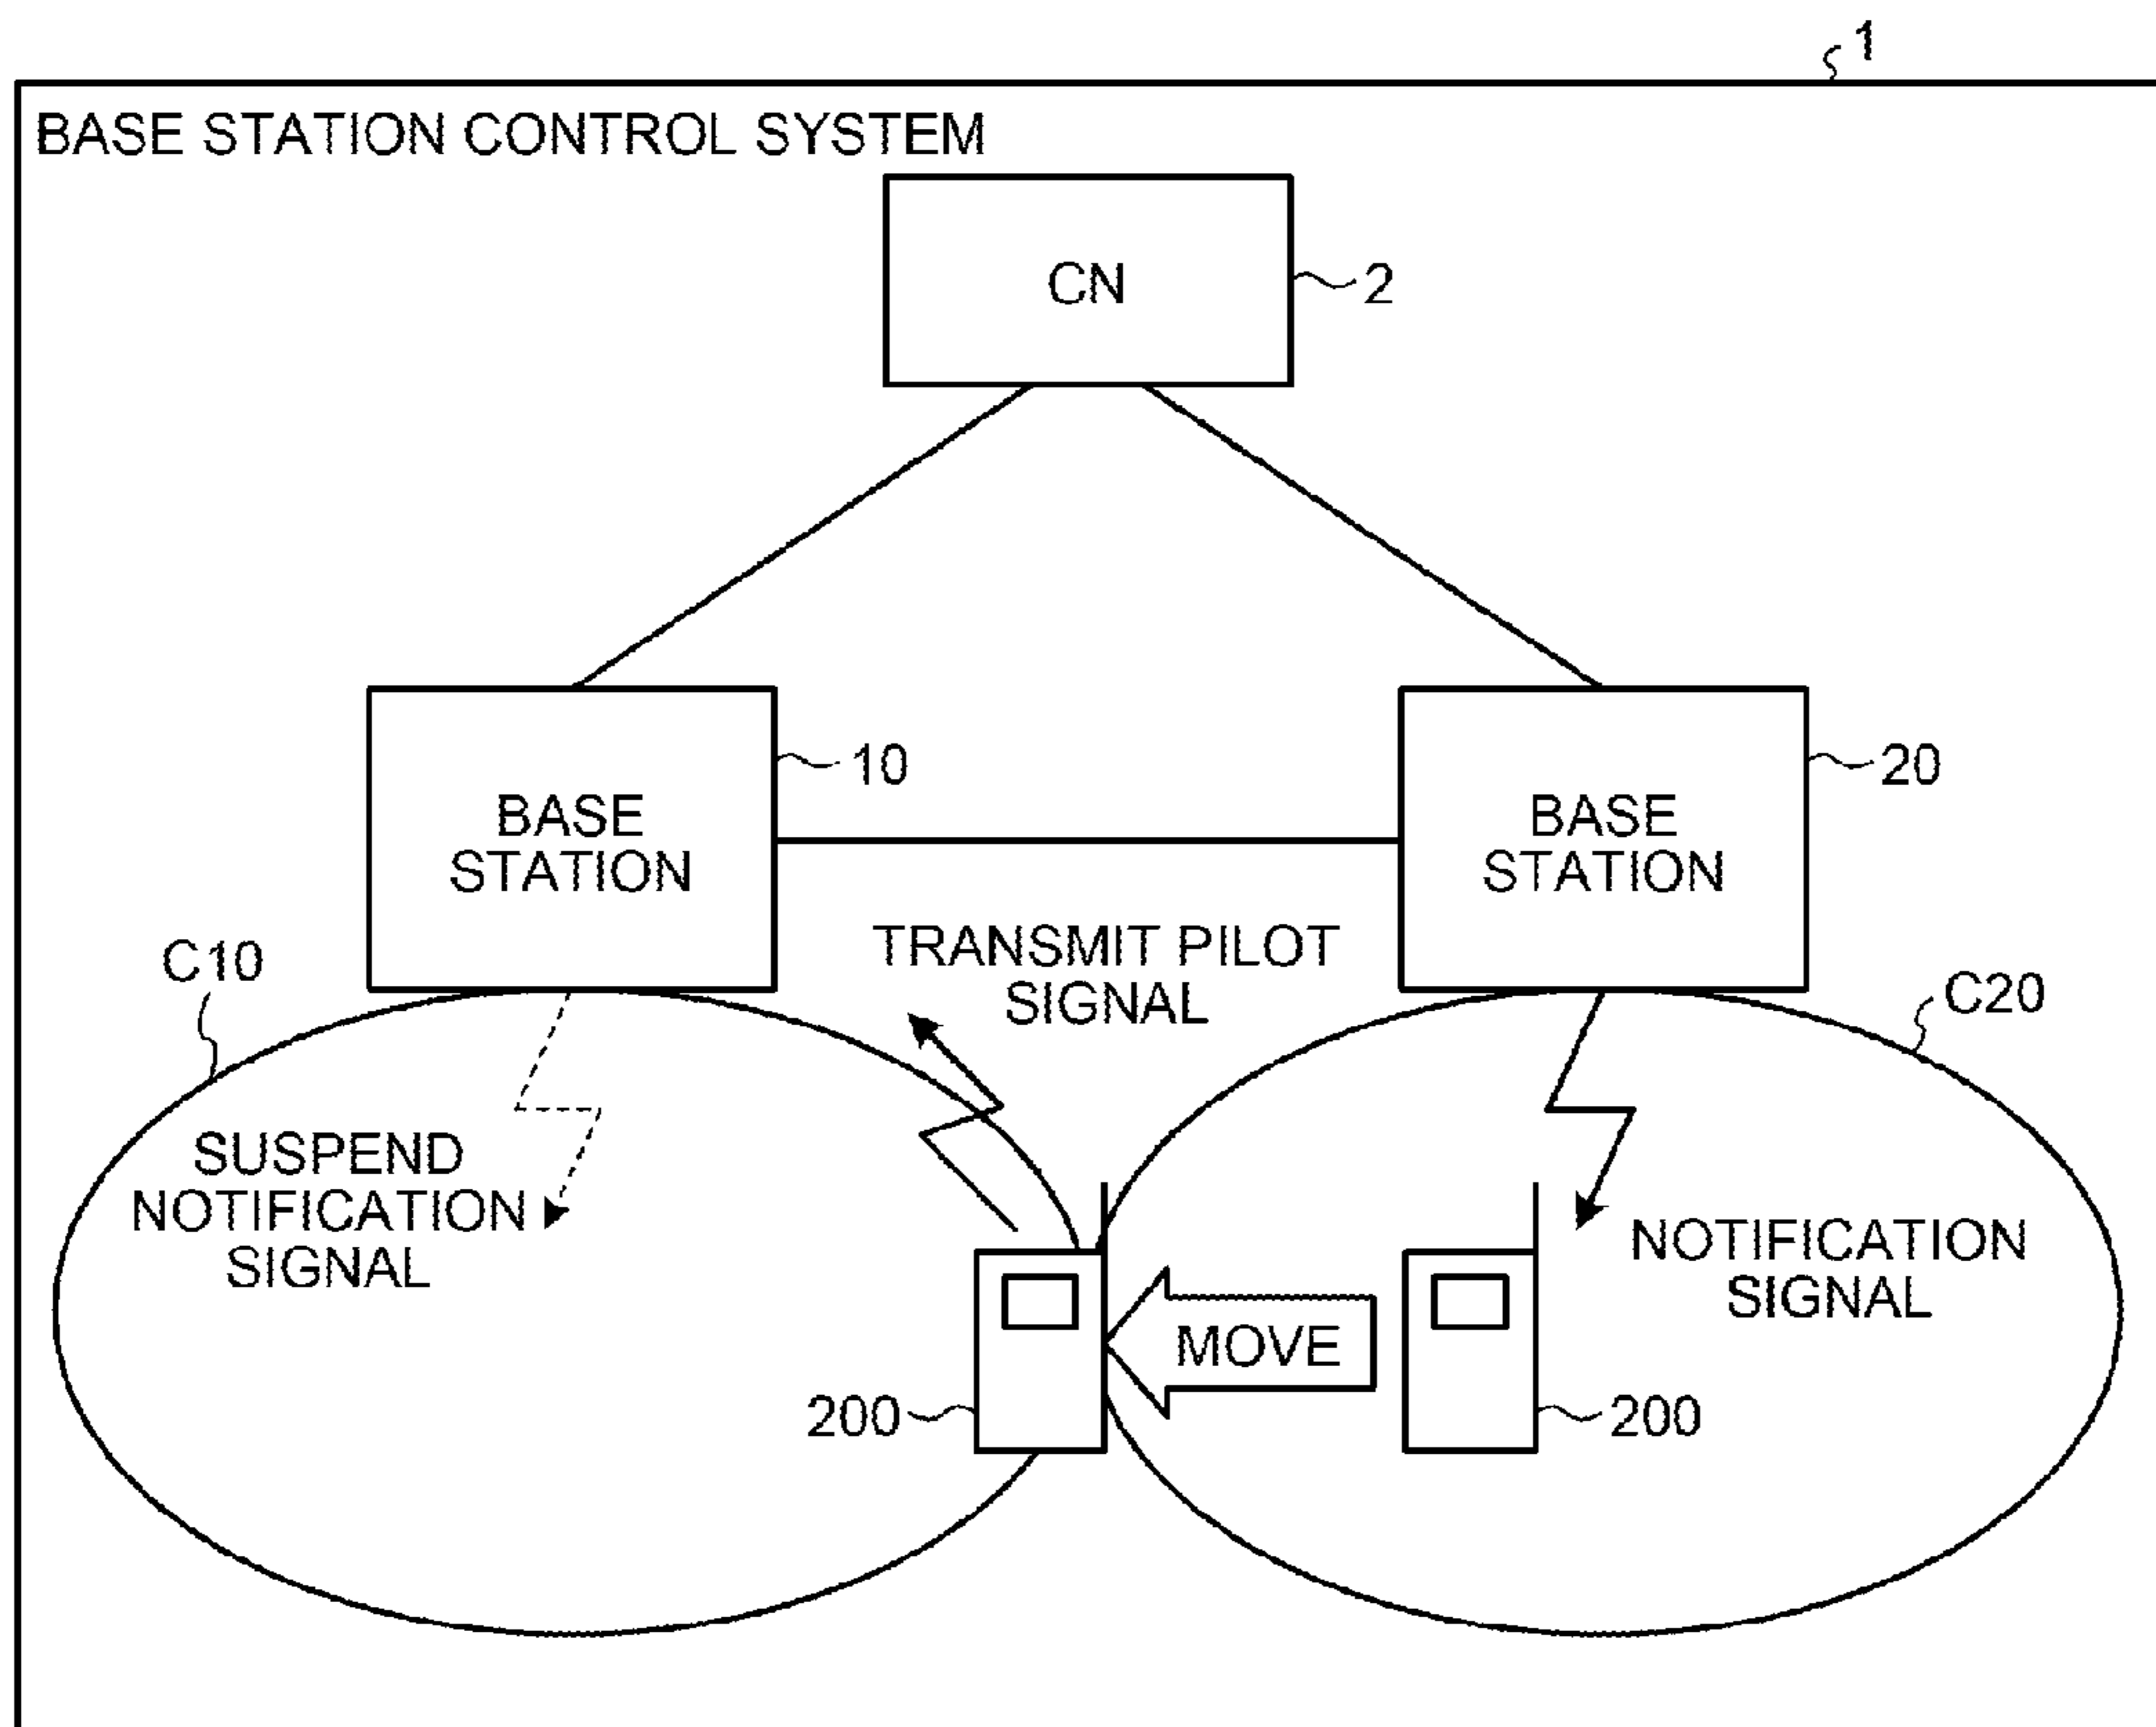 1
BASE STATION CONTROL SYSTEM
CN
2
10
20
BASE
STATION
BASE
STATION
C10
TRANSMIT PILOT
SIGNAL
C20
SUSPEND
NOTIFICATION
SIGNAL
NOTIFICATION
SIGNAL
MOVE
200
200